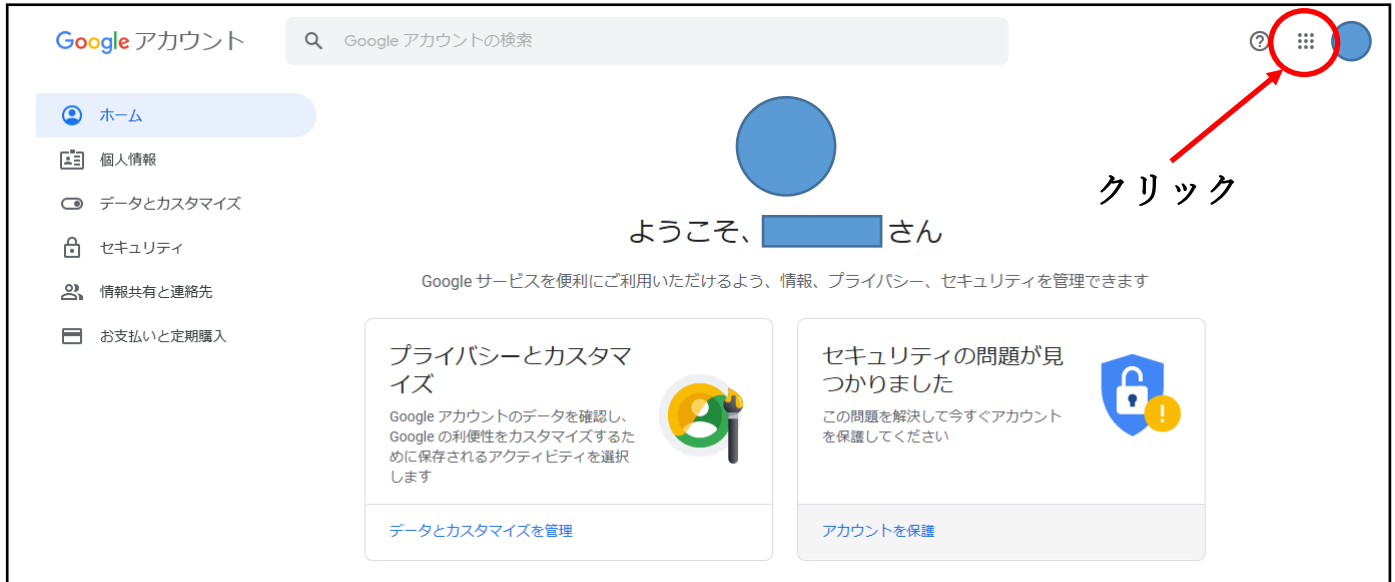 Google アカウント
Google アカウントの検索
クリック
ホーム
個人情報
データとカスタマイズ
セキュリティ
情報共有と連絡先
お支払いと定期購入
ようこそ、 さん
Google サービスを便利にご利用いただけるよう、情報、プライバシー、セキュリティを管理できます
プライバシーとカスタマ
イズ
Google アカウントのデータを確認し、
Google の利便性をカスタマイズするた
めに保存されるアクティビティを選択
します
データとカスタマイズを管理
セキュリティの問題が見
つかりました
この問題を解決して今すぐアカウント
を保護してください
アカウントを保護